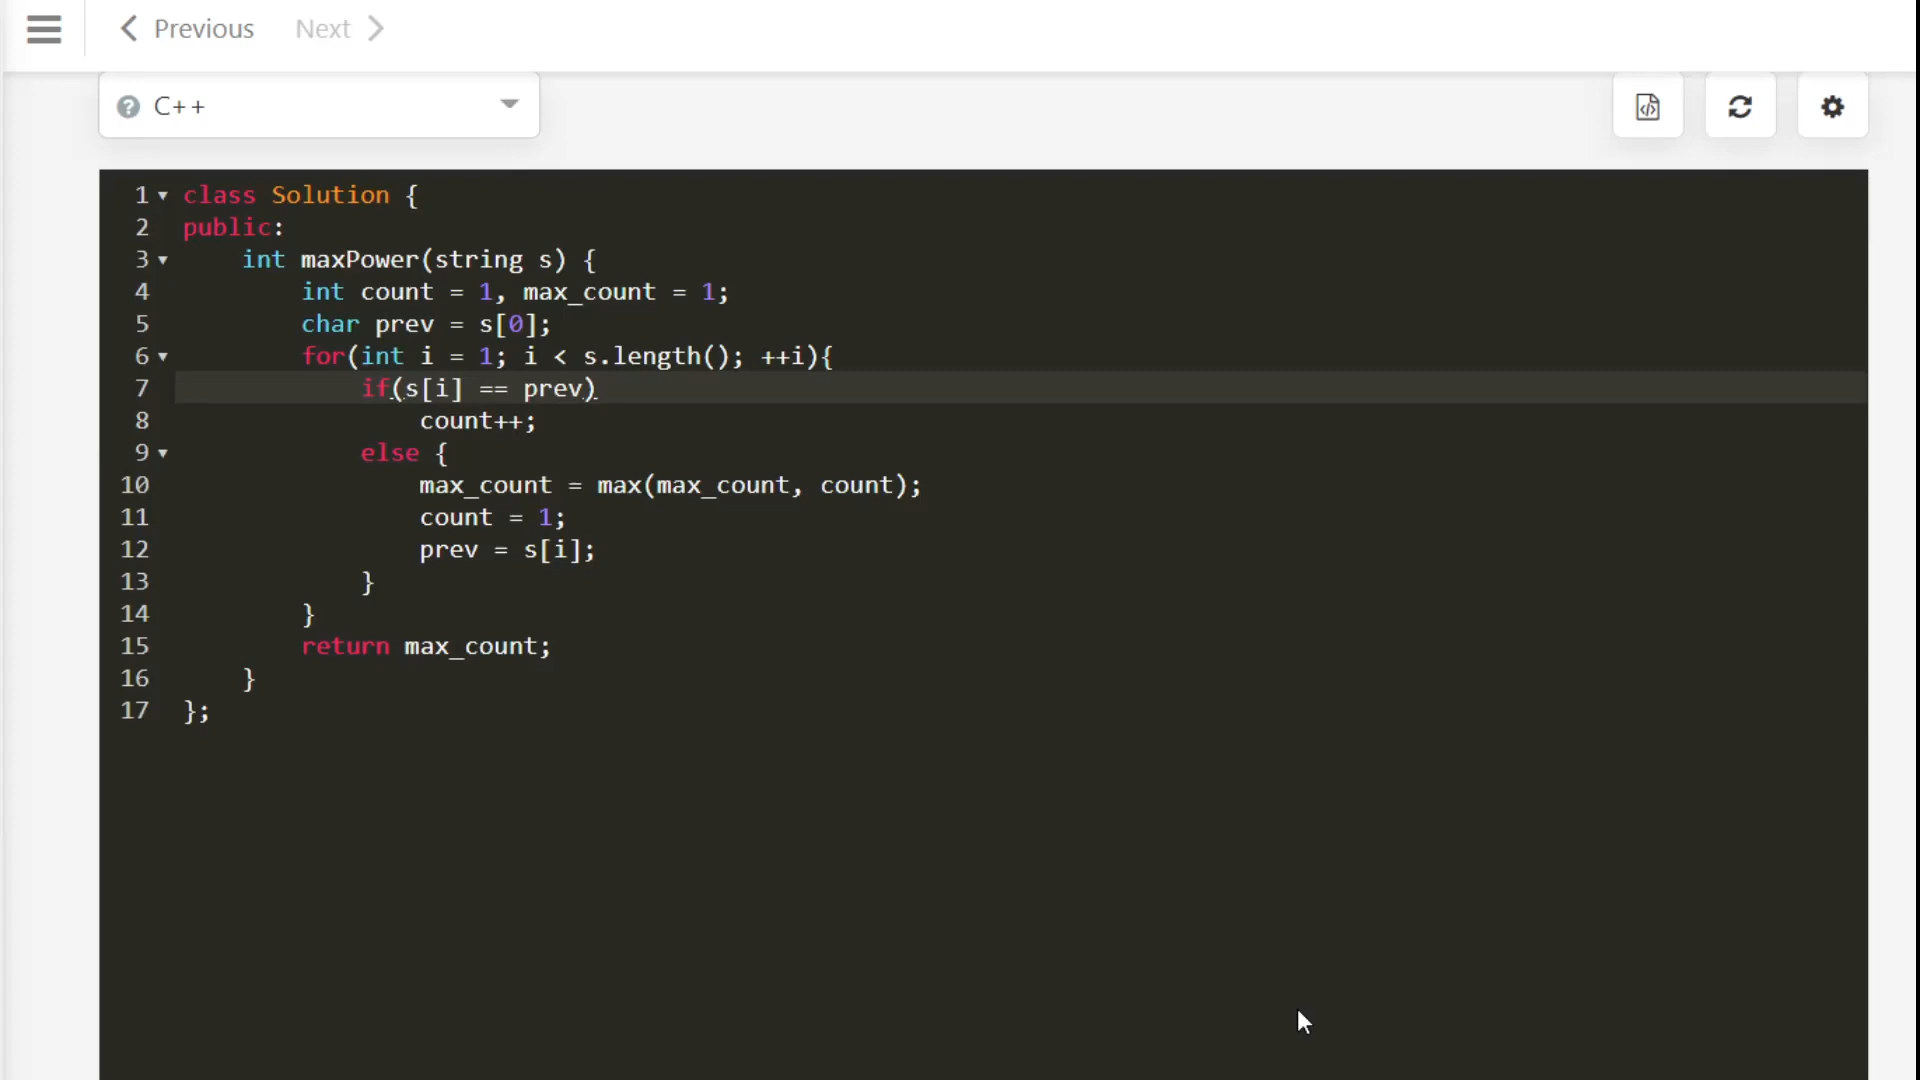 Previous Next
C++
1 class Solution {
2 public:
3     int maxPower(string s) {
4         int count = 1, max_count = 1;
5         char prev = s[0];
6         for(int i = 1; i < s.length(); ++i){
7             if(s[i] == prev)
8                 count++;
9             else {
10                 max_count = max(max_count, count);
11                 count = 1;
12                 prev = s[i];
13             }
14         }
15         return max_count;
16     }
17 };